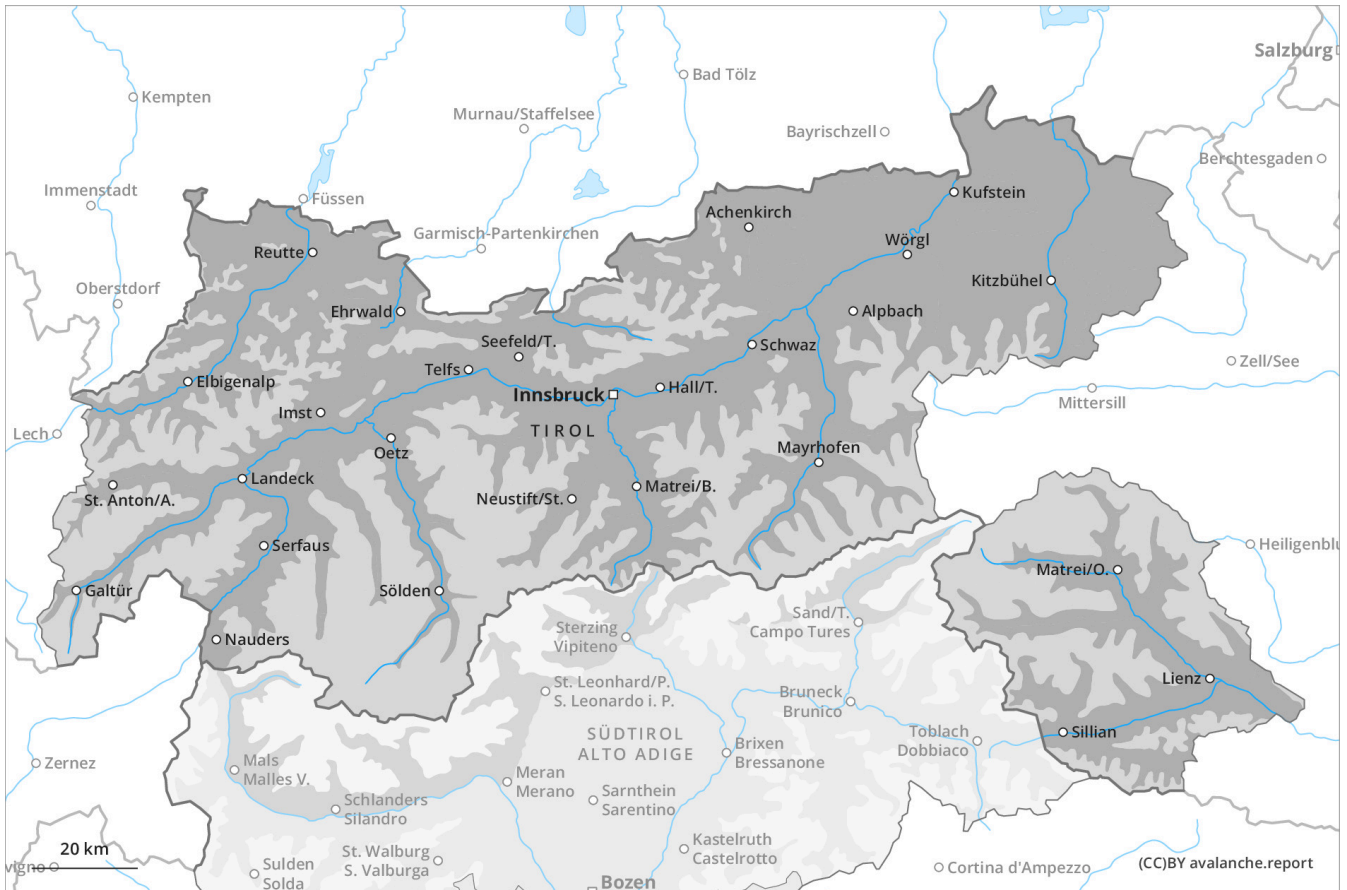 Salzburg
Bad Tölz
Kempten
Murnau/Staffelsee
Bayrischzell
Berchtesgaden
Immenstadt
Füssen
Kufstein
Achenkirch
Garmisch-Partenkirchen
Wörgl
Reutte
Kitzbühel
Oberstdorf
Ehrwald
Alpbach
Seefeld/T.
Schwaz
Zell/See
Telfs
Elbigenalp
Innsbruck
Hall/T.
Mittersill
Imst
TIROL
Lech
Oetz
Mayrhofen
Landeck
St. Anton/A.
Neustift/St.
Matrei/B.
Serfaus
Heiligenblu
Matrei/O.
Galtür
Sölden
Sand/T.
Campo Tures
Nauders
Sterzing
Vipiteno
Lienz
St. Leonhard/P.
S. Leonardo i. P.
Bruneck
Brunico
Sillian
SÜDTIROL
ALTO ADIGE
Toblach
Dobbiaco
Brixen
Bressanone
Zernez
Mals
Malles V.
Meran
Merano
Sarnthein
Sarentino
Schlanders
Silandro
Kastelruth
Castelrotto
20 km
St. Walburg
S. Valburga
vigno
Sulden
Solda
Cortina d'Ampezzo
(CC)BY avalanche.report
Bozen